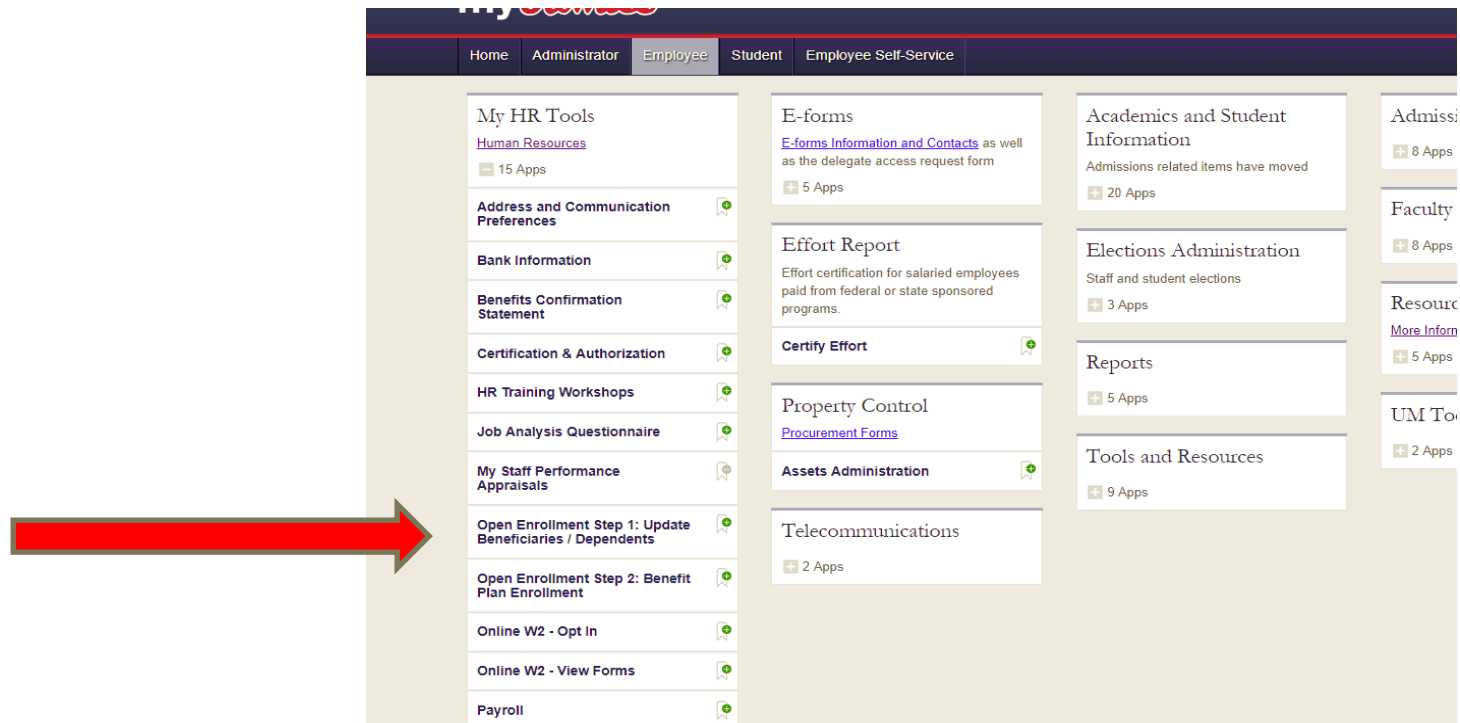 my
Home Administrator Employee Student Employee Self-Service
My HR Tools
Human Resources
15 Apps
Address and Communication
Preferences
Bank Information
Benefits Confirmation
Statement
Certification & Authorization
HR Training Workshops
Job Analysis Questionnaire
My Staff Performance
Appraisals
Open Enrollment Step 1: Update
Beneficiaries / Dependents
Open Enrollment Step 2: Benefit
Plan Enrollment
Online W2 - Opt In
Online W2 - View Forms
Payroll
E-forms
E-forms Information and Contacts as well
as the delegate access request form
5 Apps
Effort Report
Effort certification for salaried employees
paid from federal or state sponsored
programs.
Certify Effort
Property Control
Procurement Forms
Assets Administration
Telecommunications
2 Apps
Academics and Student
Information
Admissions related items have moved
20 Apps
Elections Administration
Staff and student elections
3 Apps
Reports
5 Apps
Tools and Resources
9 Apps
8 Apps
Faculty
8 Apps
More
5 Apps
UM
2 Apps